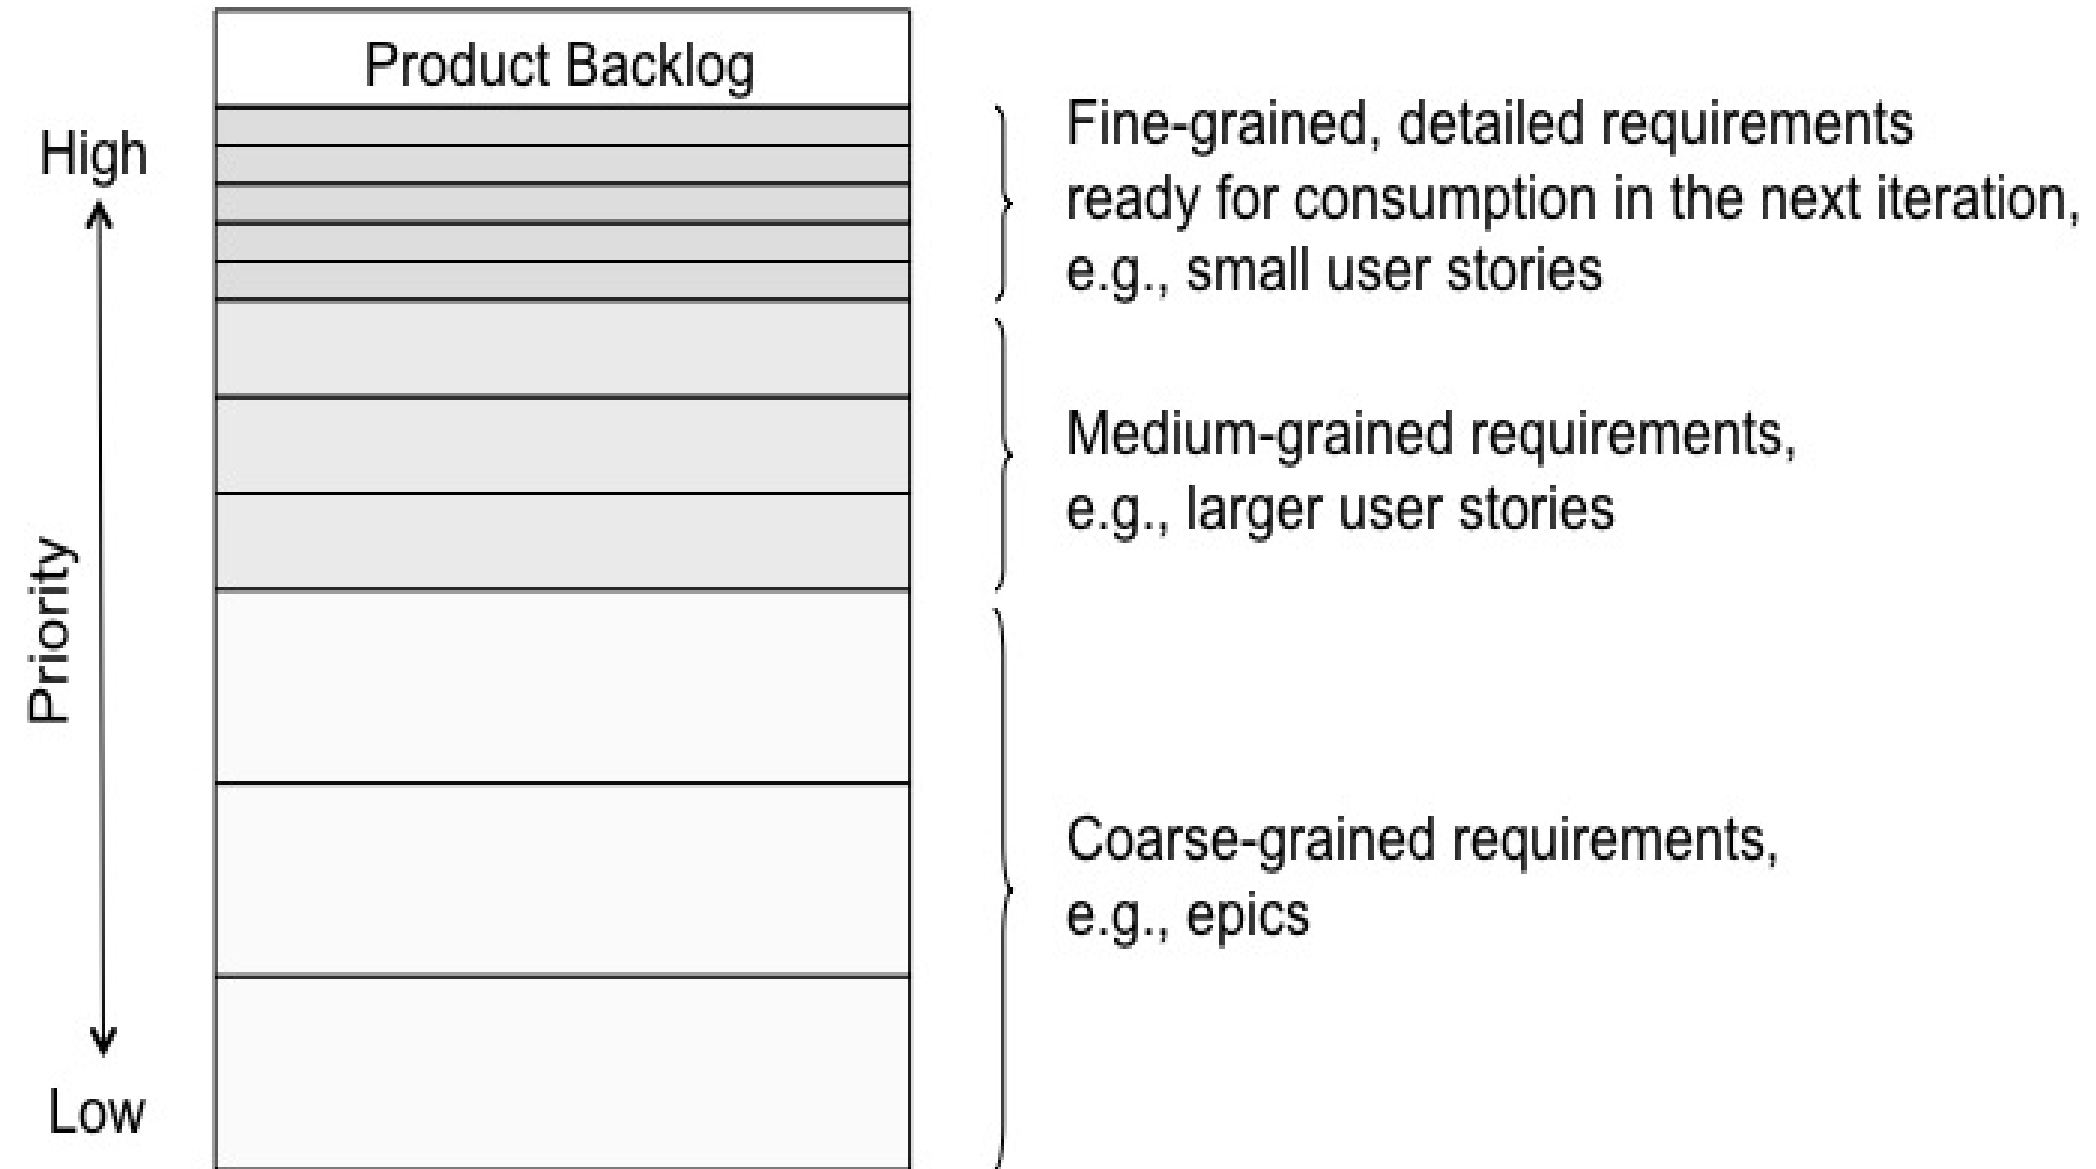 Product Backlog
High
Priority
Low
Fine-grained, detailed requirements
ready for consumption in the next iteration,
e.g., small user stories
Medium-grained requirements,
e.g., larger user stories
Coarse-grained requirements,
e.g., epics